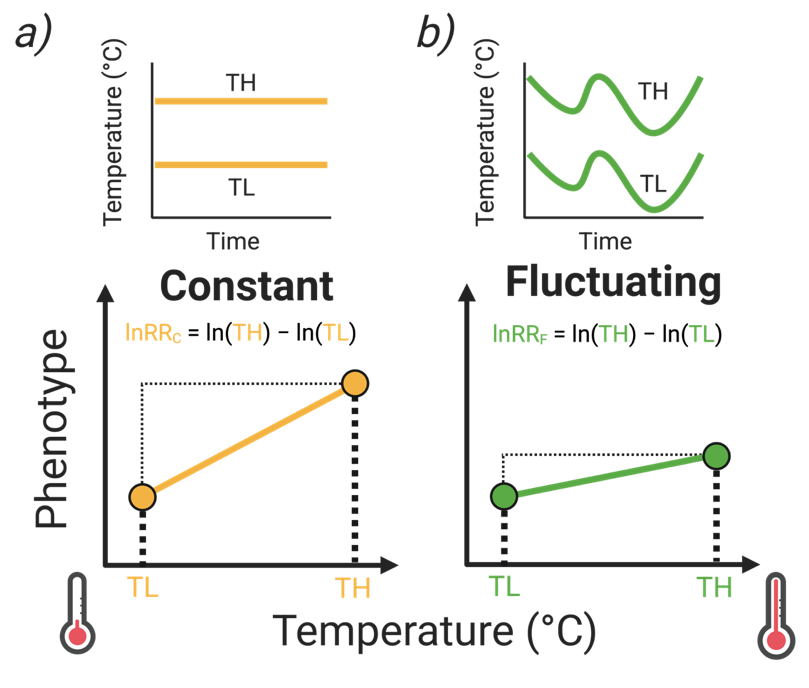 a)
Temperature (°C)
TH
TL
Time
b)
Temperature (°C)
TH
TL
Time
Constant
lnRRC = ln(TH) − ln(TL)
Fluctuating
lnRRF = ln(TH) − ln(TL)
Phenotype
TL
TH
TL
TH
Temperature (°C)